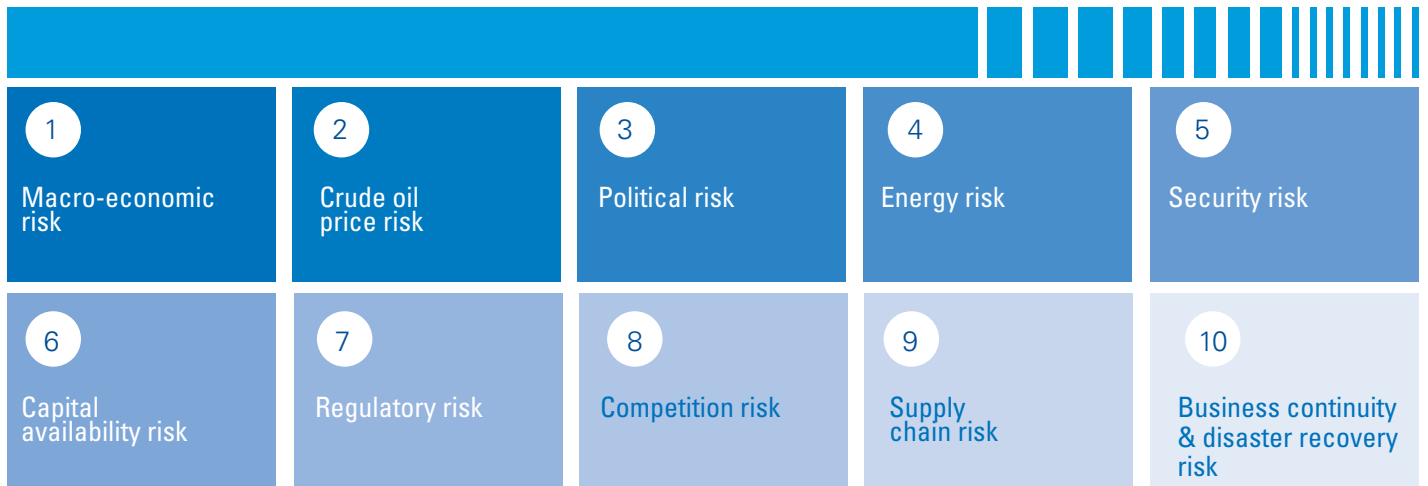 1
Macro-economic
risk
2
Crude oil
price risk
3
Political risk
4
Energy risk
5
Security risk
6
Capital
availability risk
7
Regulatory risk
8
Competition risk
9
Supply
chain risk
10
Business continuity
& disaster recovery
risk